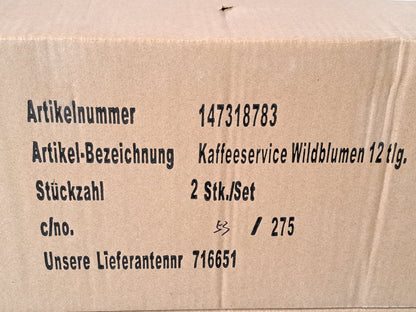 Artikelnummer 147318783
Artikel-Bezeichnung Kaffeeservice Wildblumen 12 tlg.
Stückzahl 2 Stk./Set
c/no. / 275
Unsere Lieferantennr 716651